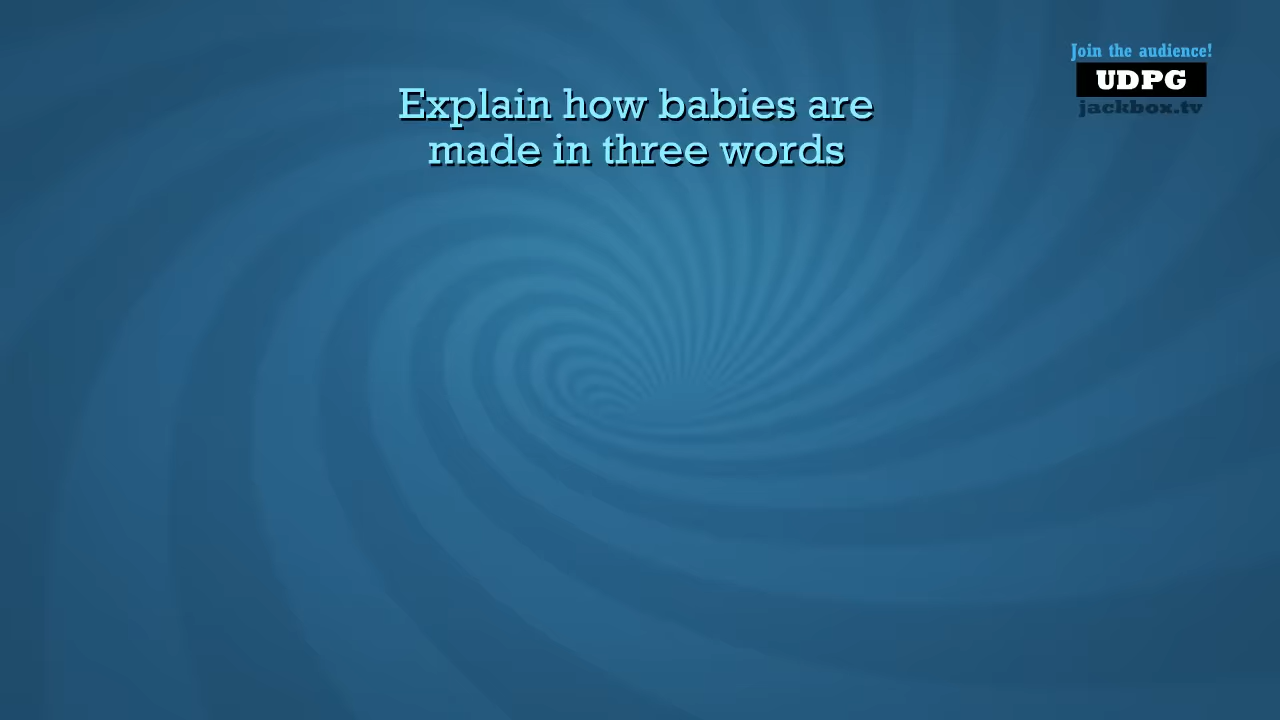 Join the audience!
UDPG
jackbox.tv
Explain how babies are
made in three words